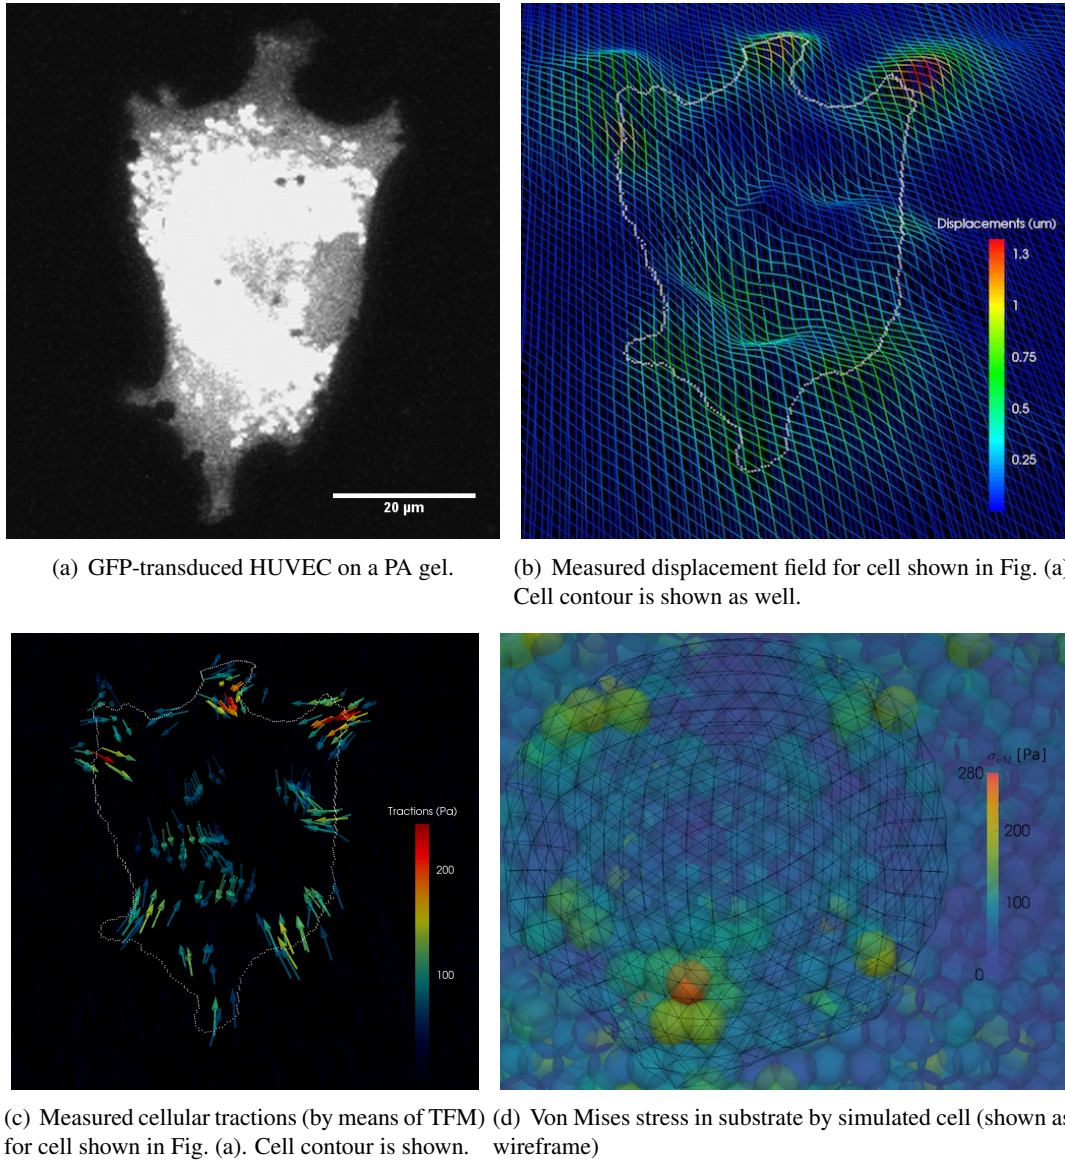 20 µm
Displacements (um)
1.3
1
0.75
0.5
0.25
(a) GFP-transduced HUVEC on a PA gel.
(b) Measured displacement field for cell shown in Fig. (a)
Cell contour is shown as well.
Tractions (Pa)
200
100
σvM [Pa]
280
200
100
0
(c) Measured cellular tractions (by means of TFM)
for cell shown in Fig. (a). Cell contour is shown.
(d) Von Mises stress in substrate by simulated cell (shown as
wireframe)